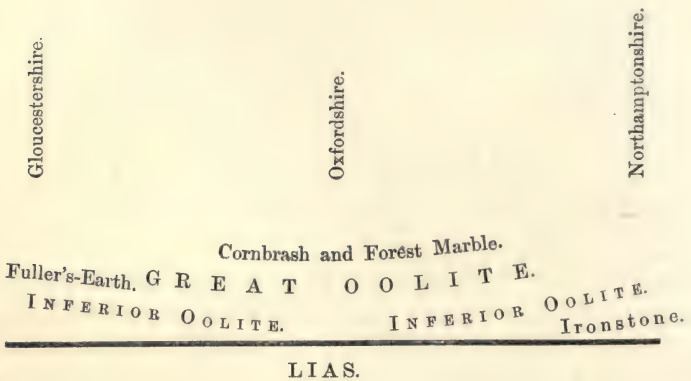 Gloucestershire.
Oxfordshire.
Northamptonshire.
Cornbrash and Forest Marble.
Fuller's-Earth. GREAT OOLITE.
INFERIOR OOLITE. INFERIOR OOLITE.
Ironstone.
LIAS.